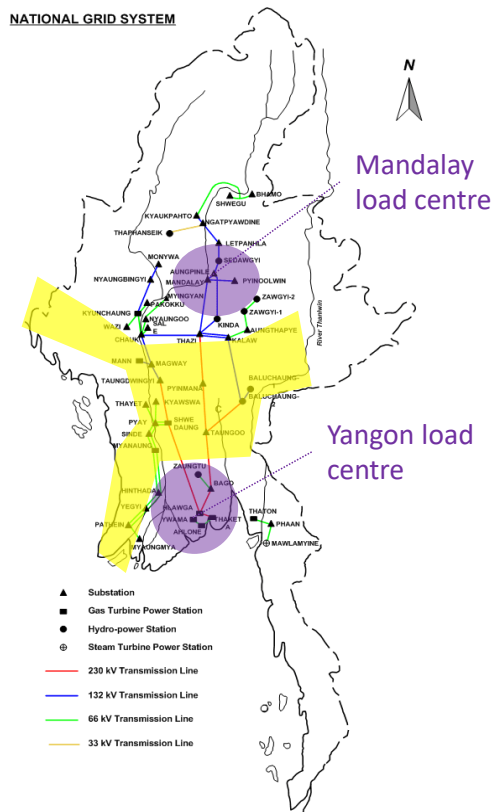 NATIONAL GRID SYSTEM
N
Mandalay
load centre
BHAMO
SHWEGU
KYAUKPAHTO
NGATPYAWDINE
THAPHANSEIK
LETPANHLA
MONYWA
SEDAWGYI
AUNGPINLE
MANDALAY
PYINOOLWIN
NYAUNGBINGYI
MYINGYAN
PAKOKKU
ZAWGYI-2
KYUNCHAUNG
ZAWGYI-1
NYAUNGOO
WAZI
SAL
E
KINDA
AUNGTHAPYE
CHAUK
THAZI
KALAW
River Thanlwin
MANN
MAGWAY
TAUNGDWINGYI
PYINMANA
BALUCHAUNG-
BALUCHAUNG-
2
THAYET
KYAWSWA
C
PYAY
SHWE
DAUNG
SINDE
TAUNGOO
MYANAUNG
Yangon load
centre
ZAUNGTU
BAGO
HINTHADA
YEGYI
HLAWGA
YWAMA
THAKET
A
AHLONE
THATON
PHAAN
PATHEIN
MYAUNGMYA
MAWLAMYINE
Substation
Gas Turbine Power Station
Hydro-power Station
Steam Turbine Power Station
230 kV Transmission Line
132 kV Transmission Line
66 kV Transmission Line
33 kV Transmission Line